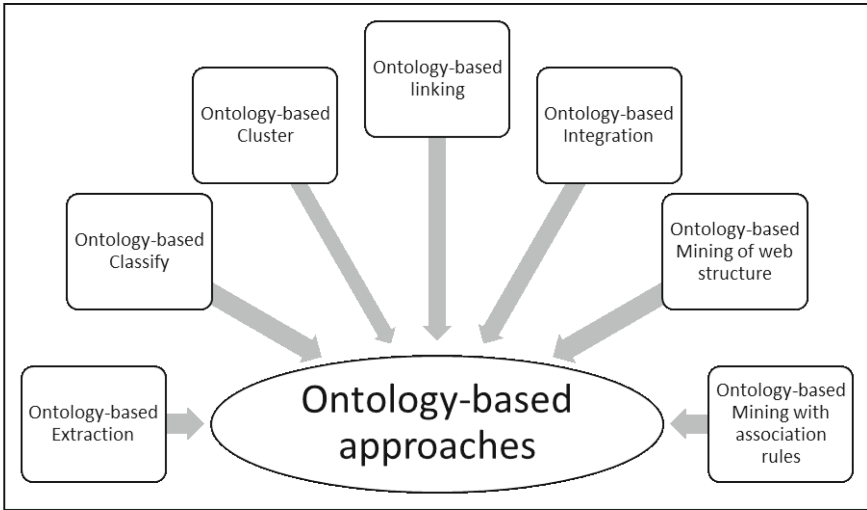 Ontology-based
linking
Ontology-based
Cluster
Ontology-based
Integration
Ontology-based
Classify
Ontology-based
Mining of web
structure
Ontology-based
Extraction
Ontology-based
approaches
Ontology-based
Mining with
association
rules